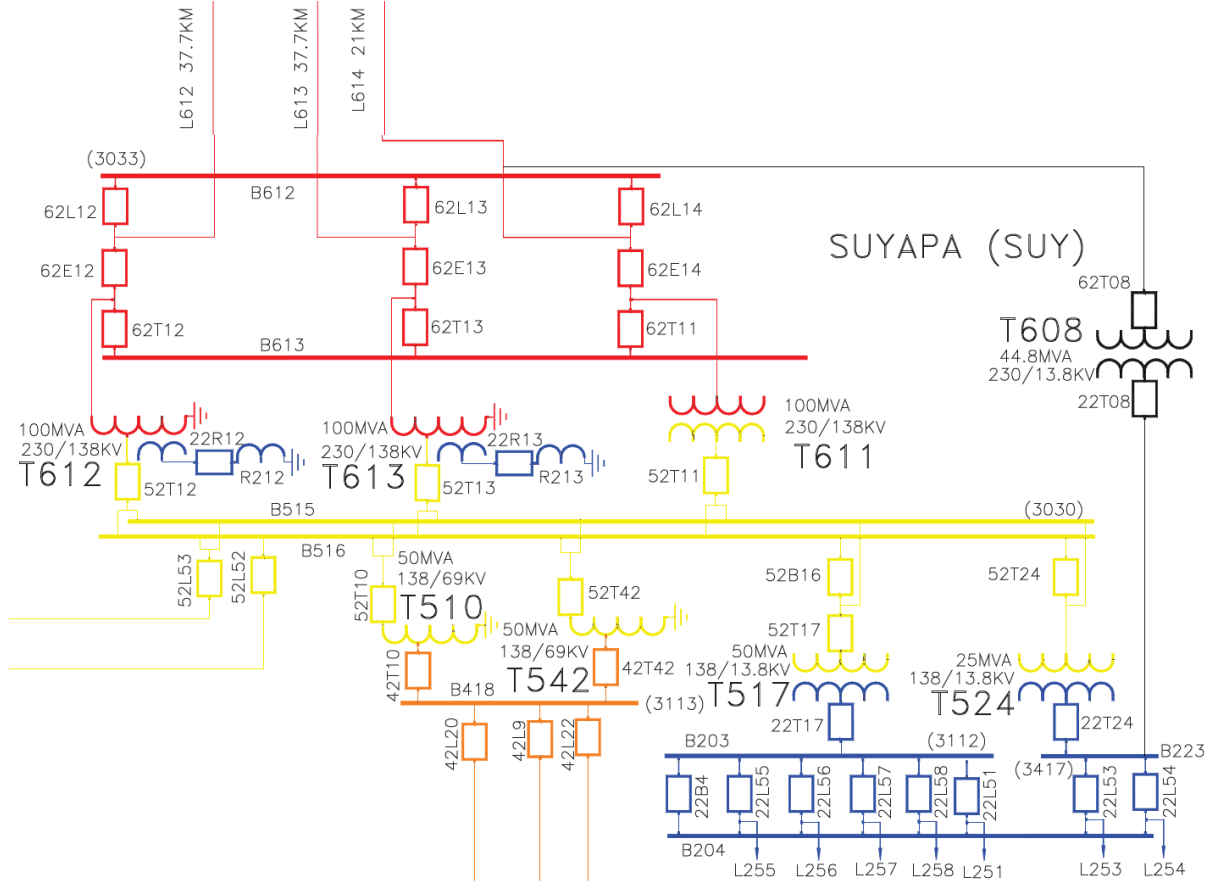 L612 37.7KM
L613 37.7KM
L614 21KM
(3033)
B612
62L12
62L13
62L14
SUYAPA (SUY)
62E12
62E13
62E14
62T08
62T12
62T13
62T11
T608
44.8MVA
230/13.8KV
B613
22T08
100MVA
230/138KV
T612
22R12
R212
52T12
100MVA
230/138KV
T613
22R13
R213
52T13
100MVA
230/138KV
T611
52T11
B515
(3030)
B516
52L53
52L52
52T10
50MVA
138/69KV
T510
52T42
52B16
52T24
50MVA
138/69KV
T542
52T17
50MVA
138/13.8KV
T517
25MVA
138/13.8KV
T524
42T10
42T42
B418
(3113)
22T17
22T24
42L20
42L9
42L22
B203
(3112)
(3417)
B223
22B4
22L55
22L56
22L57
22L58
22L51
22L53
22L54
B204
L255
L256
L257
L258
L251
L253
L254